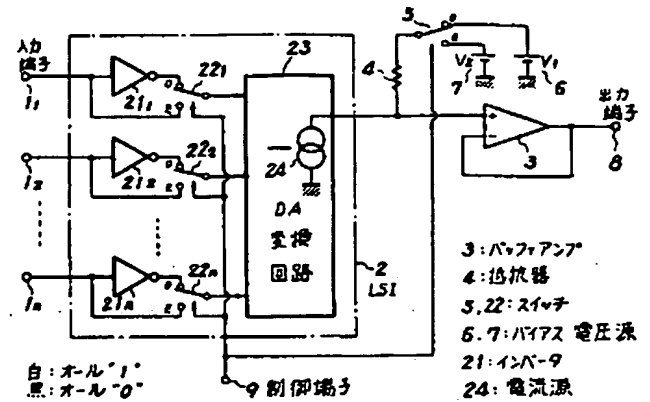 入力
端子
1₁
1₂
1ₙ
21₁
21₂
21ₙ
22₁
22₂
22ₙ
o
e
23
24
DA
変換
回路
2
LSI
5
o
e
4
V₂
7
V₁
6
+
-
3
出力
端子
8
9 制御端子
白:オール"1"
黒:オール"0"
3:バッファアンプ
4:抵抗器
5,22:スイッチ
6.7:バイアス 電圧源
21:インバータ
24:電流源